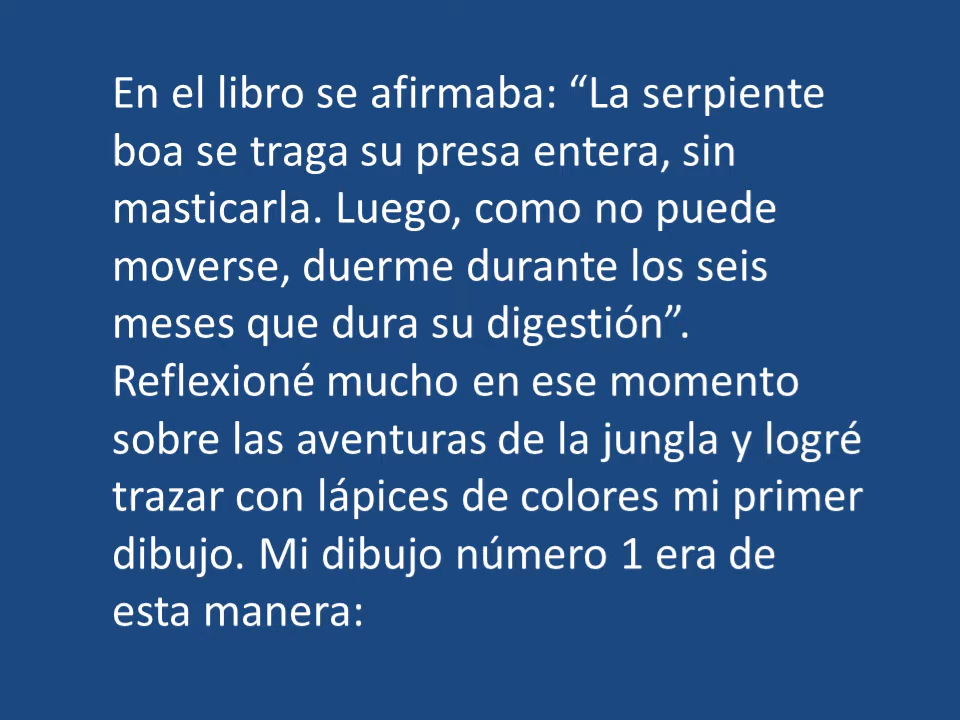 En el libro se afirmaba: “La serpiente
boa se traga su presa entera, sin
masticarla. Luego, como no puede
moverse, duerme durante los seis
meses que dura su digestión”.
Reflexioné mucho en ese momento
sobre las aventuras de la jungla y logré
trazar con lápices de colores mi primer
dibujo. Mi dibujo número 1 era de
esta manera: